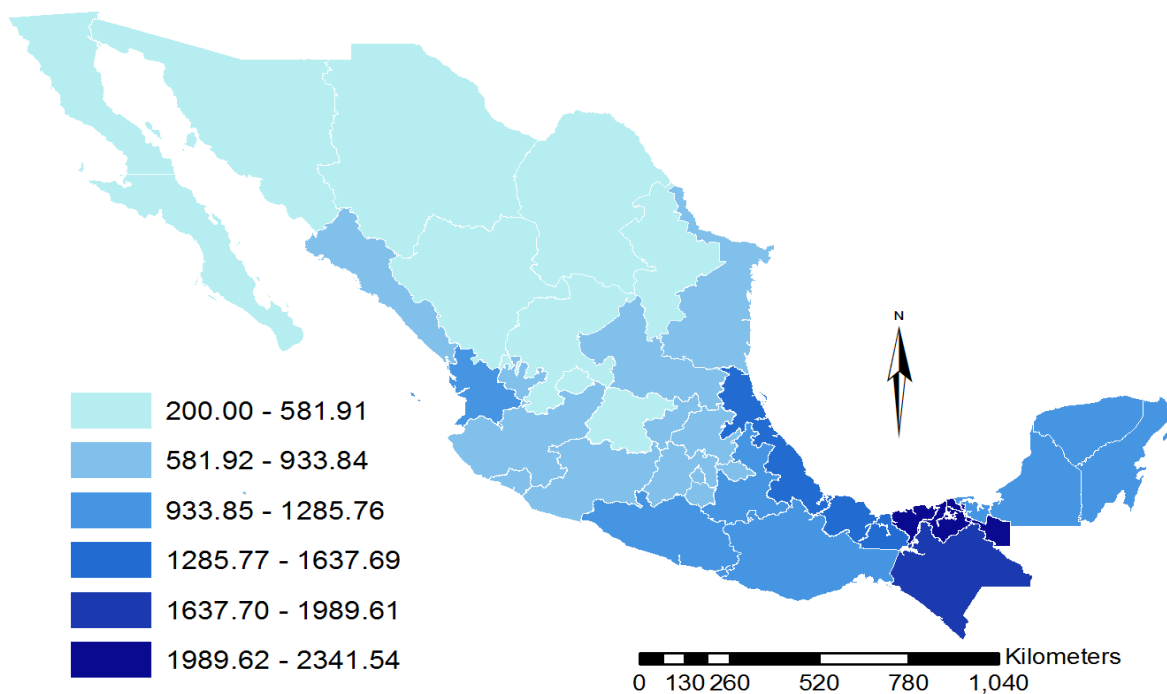 N
200.00 - 581.91
581.92 - 933.84
933.85 - 1285.76
1285.77 - 1637.69
1637.70 - 1989.61
1989.62 - 2341.54
Kilometers
0 130 260 520 780 1,040